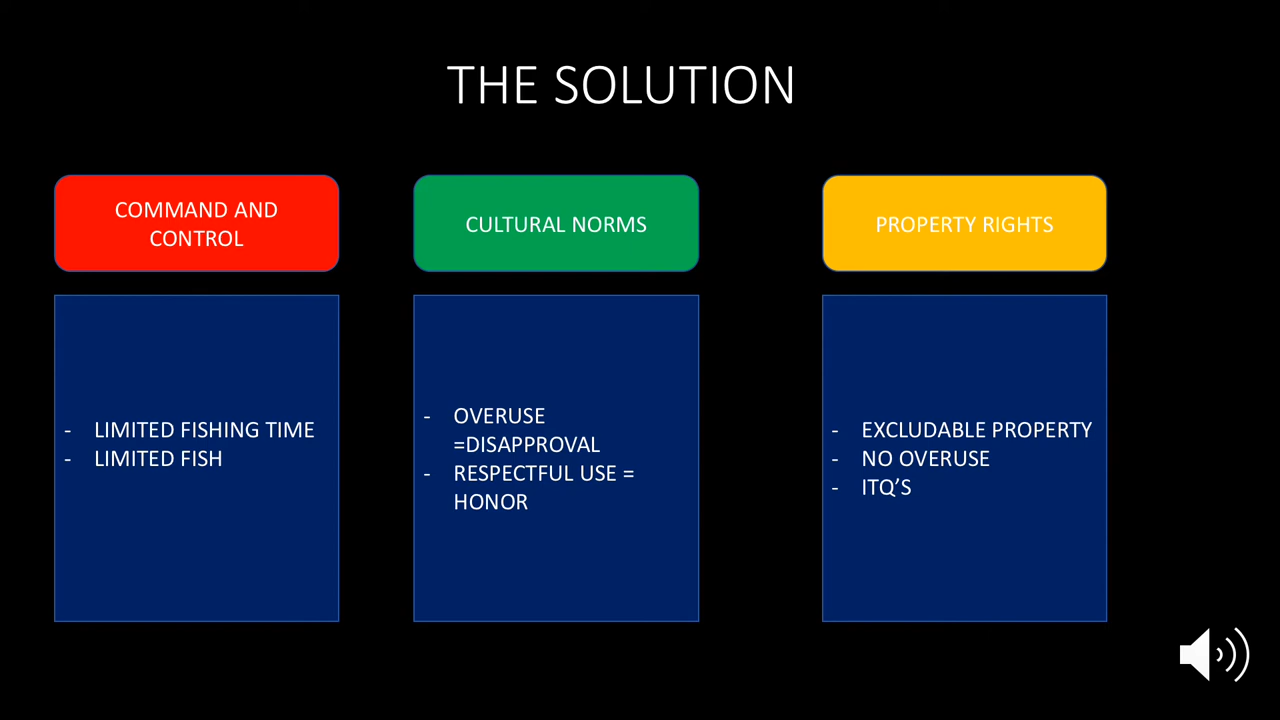 THE SOLUTION
COMMAND AND
CONTROL
- LIMITED FISHING TIME
- LIMITED FISH
CULTURAL NORMS
- OVERUSE
=DISAPPROVAL
- RESPECTFUL USE =
HONOR
PROPERTY RIGHTS
- EXCLUDABLE PROPERTY
- NO OVERUSE
- ITQ’S